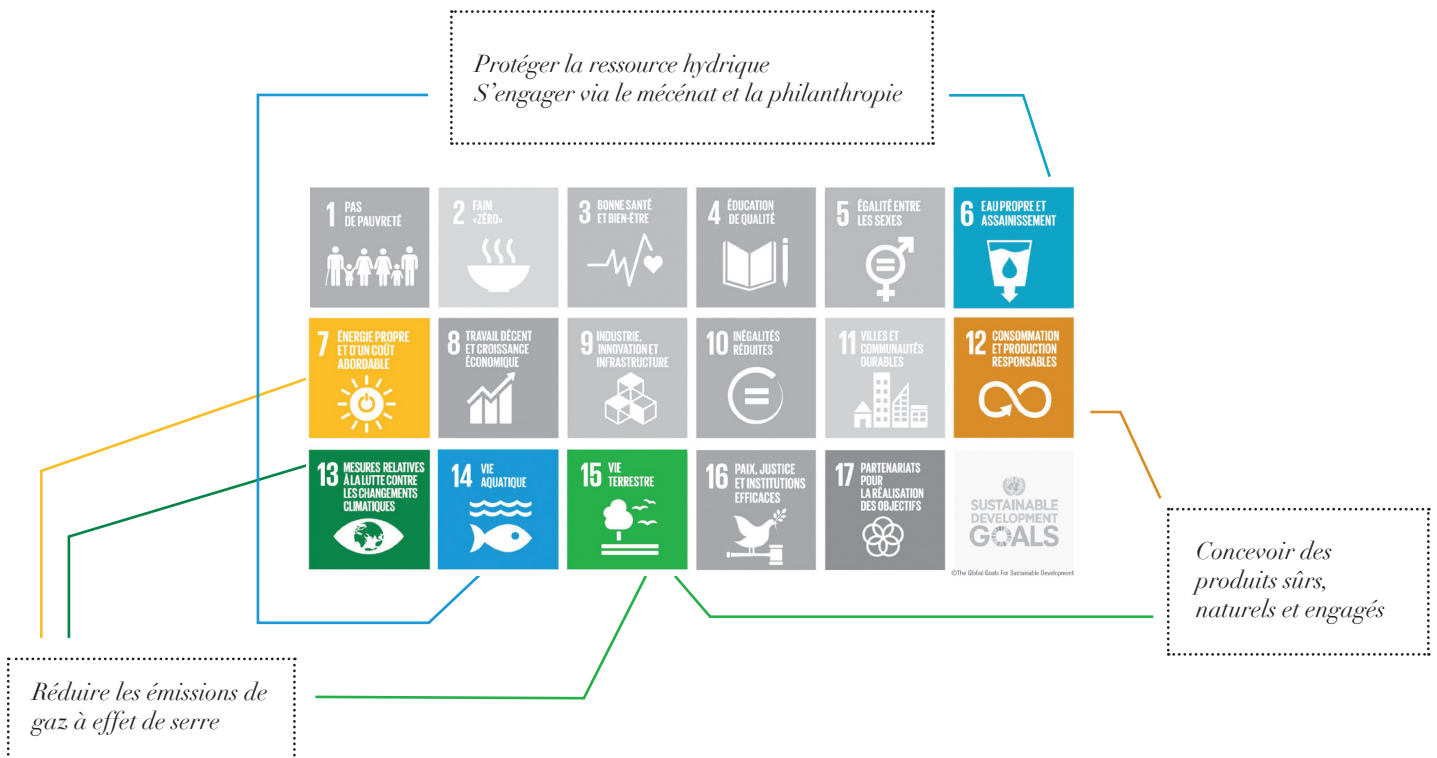 Protéger la ressource hydrique
S’engager via le mécénat et la philanthropie
1 PAS
DE PAUVRETÉ
2 FAIM
«ZÉRO»
3 BONNE SANTÉ
ET BIEN-ÊTRE
4 ÉDUCATION
DE QUALITÉ
5 ÉGALITÉ ENTRE
LES SEXES
6 EAU PROPRE ET
ASSAINISSEMENT
7 ÉNERGIE PROPRE
ET D'UN COÛT
ABORDABLE
8 TRAVAIL DÉCENT
ET CROISSANCE
ÉCONOMIQUE
9 INDUSTRIE,
INNOVATION ET
INFRASTRUCTURE
10 INÉGALITÉS
RÉDUITES
11 VILLES ET
COMMUNAUTÉS
DURABLES
12 CONSOMMATION
ET PRODUCTION
RESPONSABLES
13 MESURES RELATIVES
À LA LUTTE CONTRE
LES CHANGEMENTS
CLIMATIQUES
14 VIE
AQUATIQUE
15 VIE
TERRESTRE
16 PAIX, JUSTICE
ET INSTITUTIONS
EFFICACES
17 PARTENARIATS
POUR
LA RÉALISATION
DES OBJECTIFS
SUSTAINABLE
DEVELOPMENT
GOALS
©The Global Goals For Sustainable Development
Concevoir des
produits sûrs,
naturels et engagés
Réduire les émissions de
gaz à effet de serre